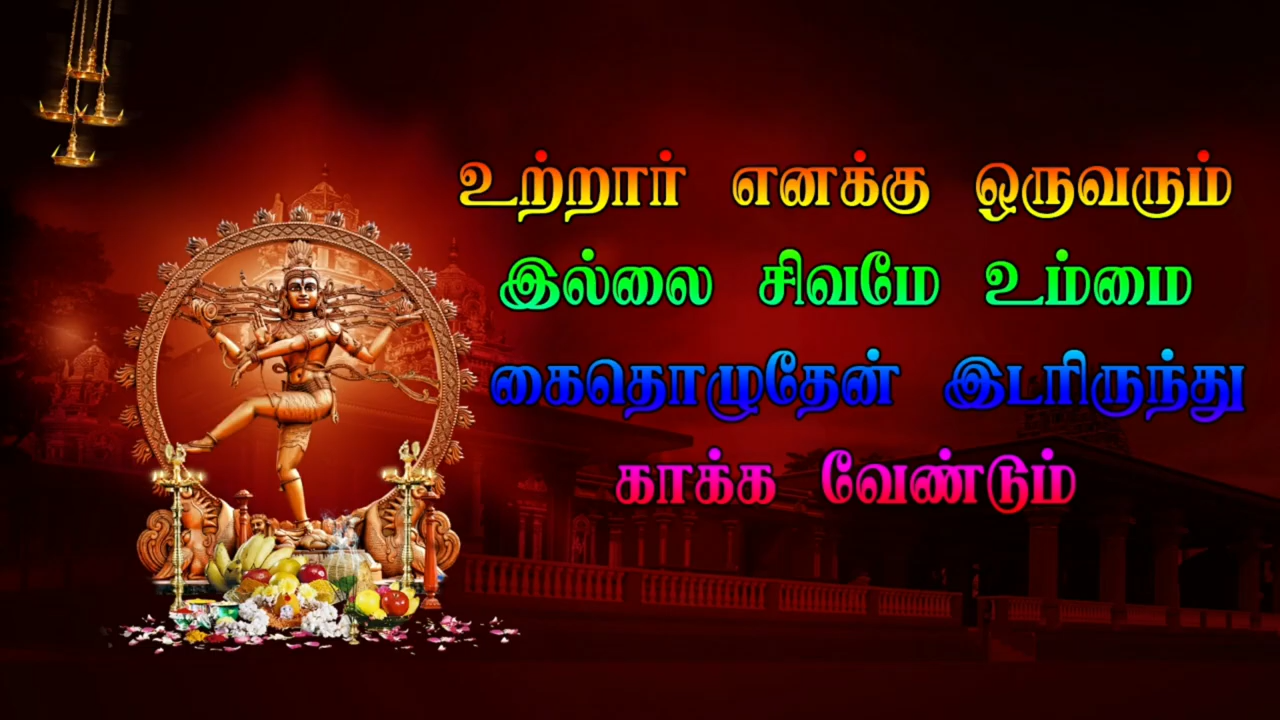 உற்றார் எனக்கு ஒருவரும்
இல்லை சிவமே உம்மை
கைதொழுதேன் இடரிருந்து
காக்க வேண்டும்